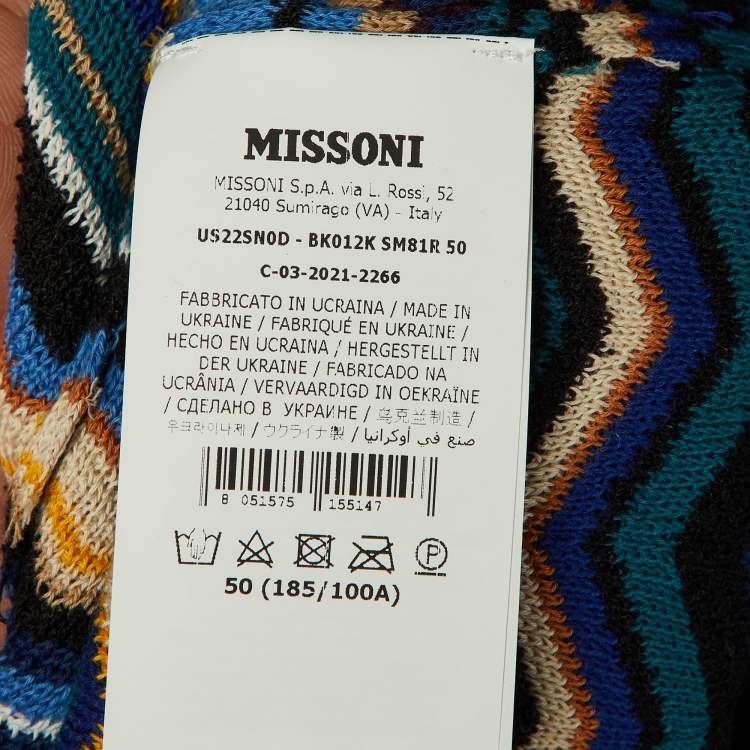 MISSONI
MISSONI S.p.A. via L. Rossi, 52
21040 Sumirago (VA) - Italy
US22SN0D - BK012K SM81R 50
C-03-2021-2266
FABBRICATO IN UCRAINA / MADE IN
UKRAINE / FABRIQUÉ EN UKRAINE /
HECHO EN UCRAINA / HERGESTELLT IN
DER UKRAINE / FABRICADO NA
UCRÂNIA / VERVAARDIGD IN OEKRAÏNE
/ СДЕЛАНО В УКРАИНЕ / 乌克兰制造 /
우크라이나제 / ウクライナ製 / صنع في أوكرانيا
8 051575 155147
P
50 (185/100A)